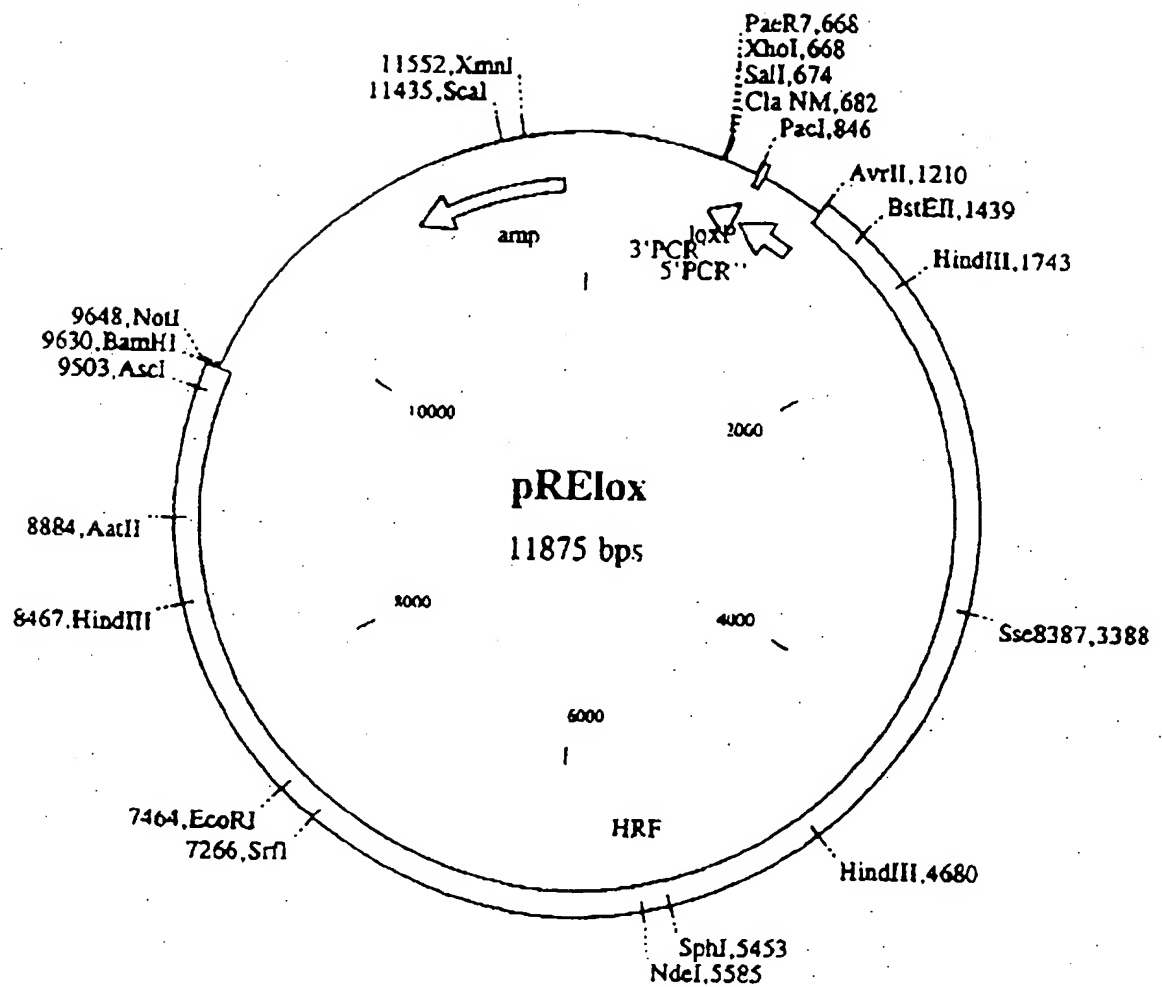 PaeR7,668
XhoI,668
SalI,674
Cla NM,682
PacI,846
AvrII,1210
BstEII,1439
HindIII,1743
Sse8387,3388
HindIII,4680
SphI,5453
NdeI,5585
7266,SrfI
7464,EcoRI
8467,HindIII
8884,AatII
9503,AscI
9630,BamHI
9648,NotI
11435,ScaI
11552,XmnI
amp
loxP
3'PCR
5'PCR
2000
4000
6000
8000
10000
HRF
pRElox
11875 bps